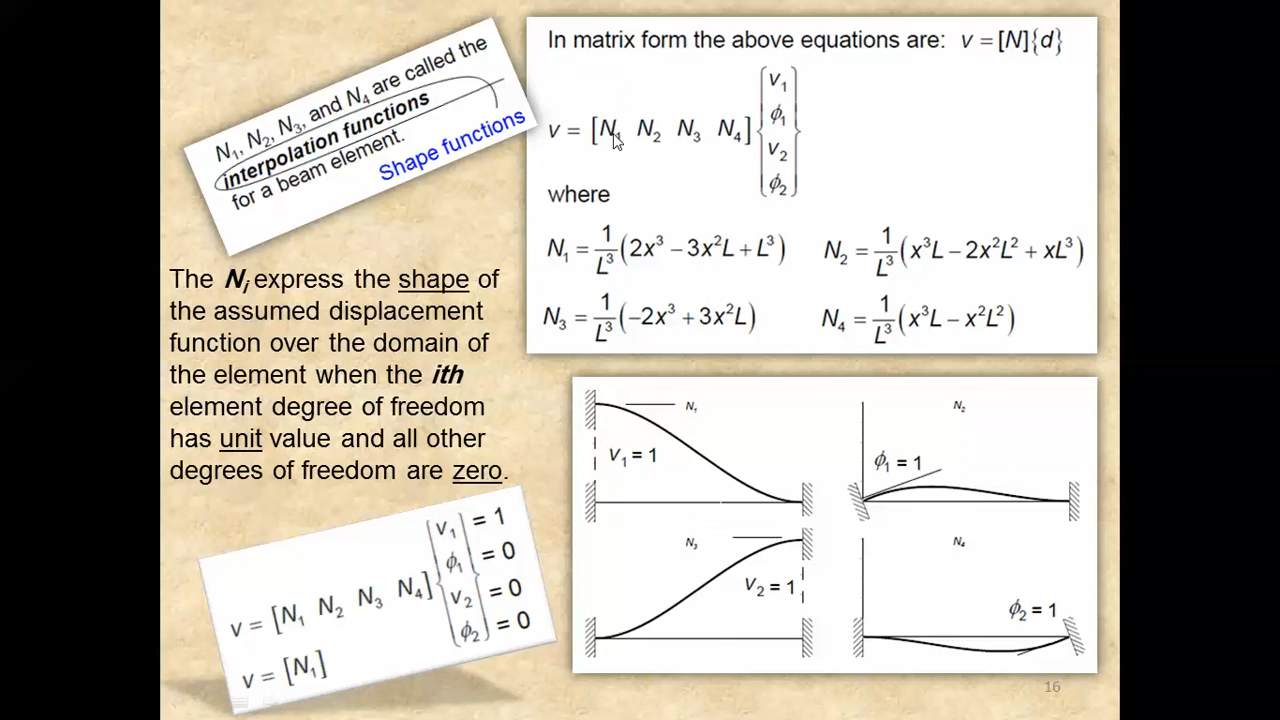 N₁, N₂, N₃, and N₄ are called the
interpolation functions
for a beam element.
Shape functions
In matrix form the above equations are: v = [N]{d}
v = [N₁ N₂ N₃ N₄] {v₁ ϕ₁ v₂ ϕ₂}
where
N₁ = 1/L³ (2x³ − 3x²L + L³) N₂ = 1/L³ (x³L − 2x²L² + xL³)
N₃ = 1/L³ (−2x³ + 3x²L) N₄ = 1/L³ (x³L − x²L²)
The Nᵢ express the shape of
the assumed displacement
function over the domain of
the element when the ith
element degree of freedom
has unit value and all other
degrees of freedom are zero.
v = [N₁ N₂ N₃ N₄] {v₁ ϕ₁ v₂ ϕ₂} = 1 = 0 = 0 = 0
v = [N₁]
N₁
v₁ = 1
N₂
ϕ₁ = 1
N₃
v₂ = 1
N₄
ϕ₂ = 1
16